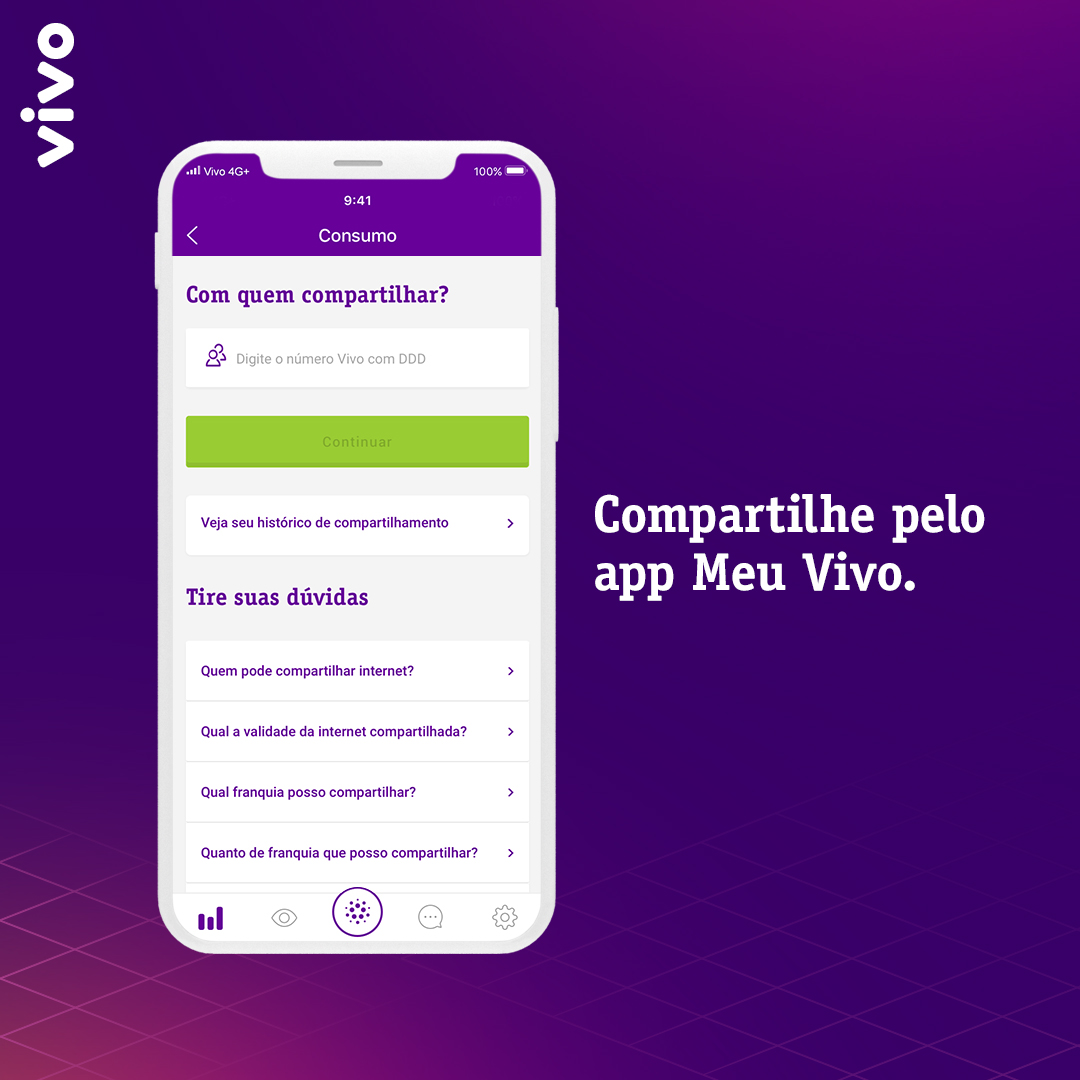 vivo
Vivo 4G+ 100%
9:41
Consumo
Com quem compartilhar?
Digite o número Vivo com DDD
Continuar
Veja seu histórico de compartilhamento
Tire suas dúvidas
Quem pode compartilhar internet?
Qual a validade da internet compartilhada?
Qual franquia posso compartilhar?
Quanto de franquia que posso compartilhar?
Compartilhe pelo
app Meu Vivo.